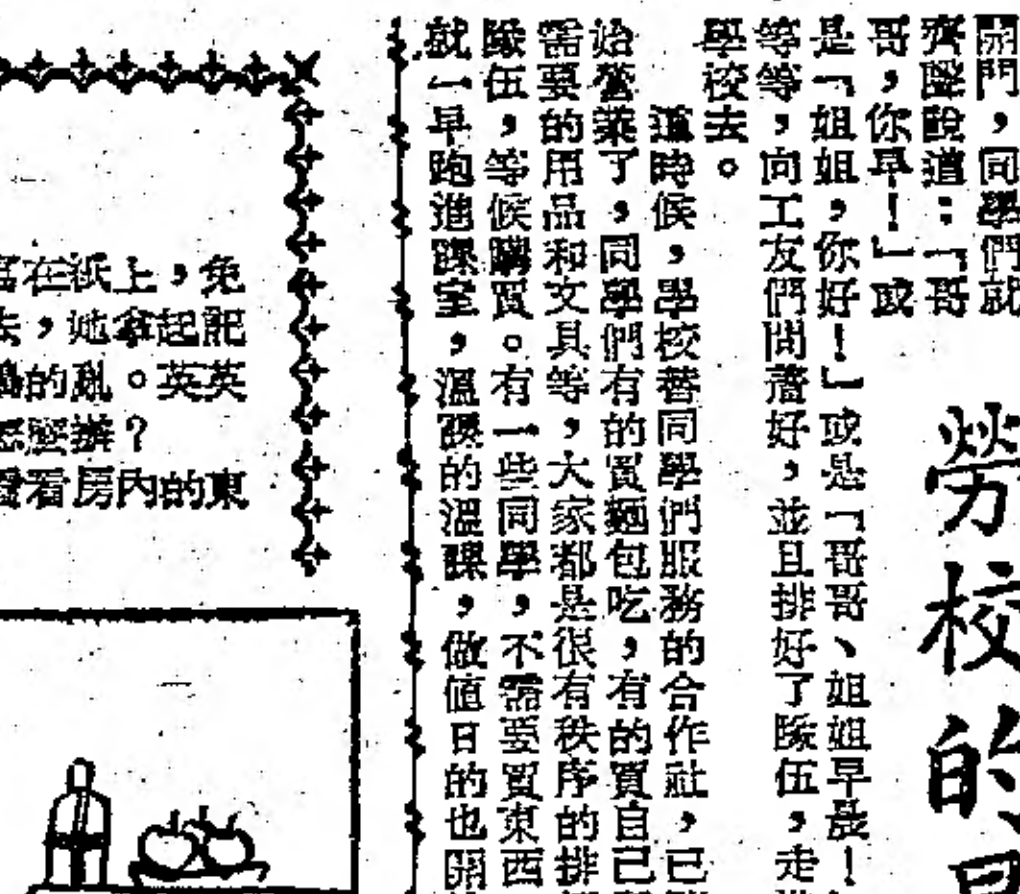 勞校的
開門，同學們就
齊聲說道：「哥
哥，你早！」或
是「姐姐，你好！」或是「哥哥、姐姐早晨！
等等，向工友們問著好，並且排好了隊伍，走
學校去。
這時候，學校替同學們服務的合作社，已
始營業了，同學們有的買麵包吃，有的買自己
需要的用品和文具等，大家都是很有秩序的排
隊伍，等候購買。有一些同學，不需要買東西
就一早跑進課室，溫課的溫課，做值日的也開
在紙上，免
，她拿起
的亂。英英
怎麼辦？
看房內的東